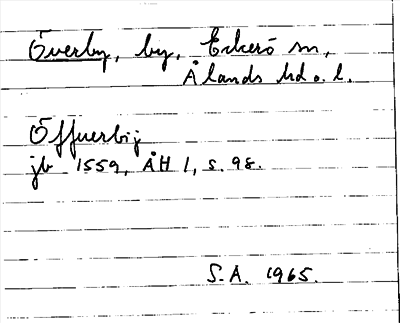 Överby, by, Eckerö sn,
Ålands hd o. l.
Öffuerbij
jb 1559, ÅH 1, s. 98.
S.A. 1965.